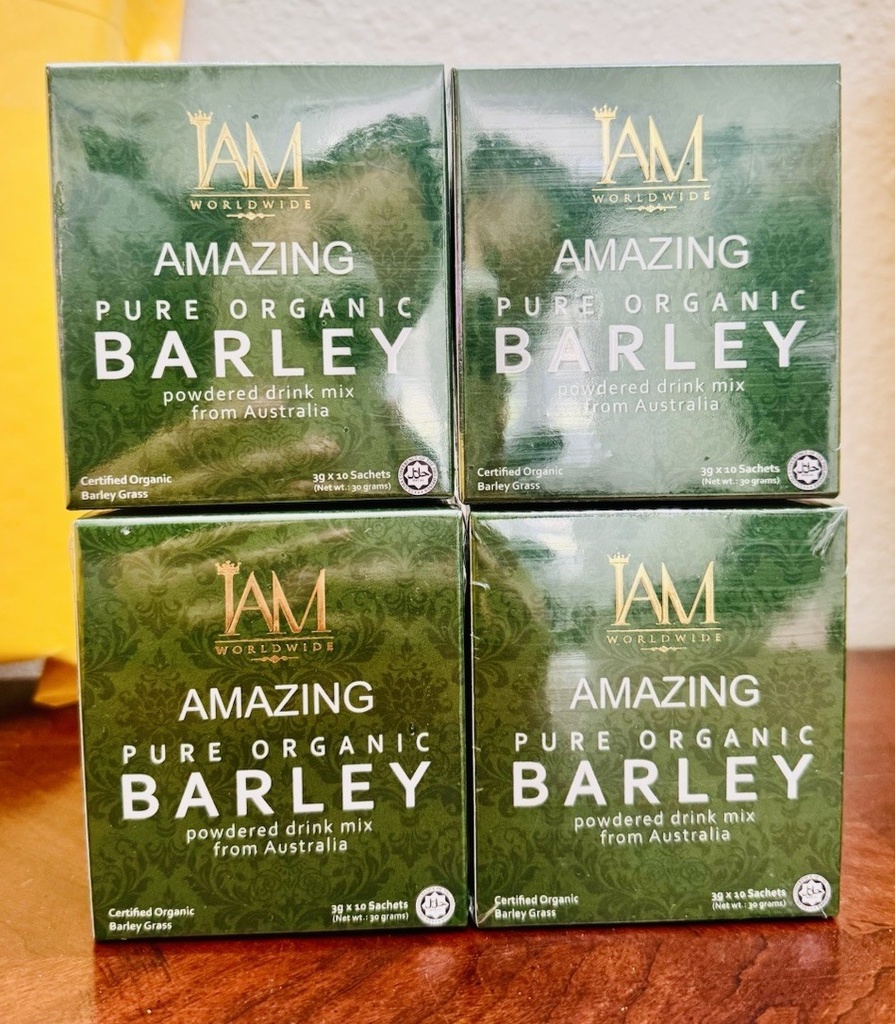 IAM
WORLDWIDE
AMAZING
PURE ORGANIC
BARLEY
powdered drink mix
from Australia
Certified Organic
Barley Grass
3g x 10 Sachets
(Net wt.: 30 grams)
حلال
IAM
WORLDWIDE
AMAZING
PURE ORGANIC
BARLEY
powdered drink mix
from Australia
Certified Organic
Barley Grass
3g x 10 Sachets
(Net wt.: 30 grams)
حلال
IAM
WORLDWIDE
AMAZING
PURE ORGANIC
BARLEY
powdered drink mix
from Australia
Certified Organic
Barley Grass
3g x 10 Sachets
(Net wt.: 30 grams)
حلال
IAM
WORLDWIDE
AMAZING
PURE ORGANIC
BARLEY
powdered drink mix
from Australia
Certified Organic
Barley Grass
3g x 10 Sachets
(Net wt.: 30 grams)
حلال